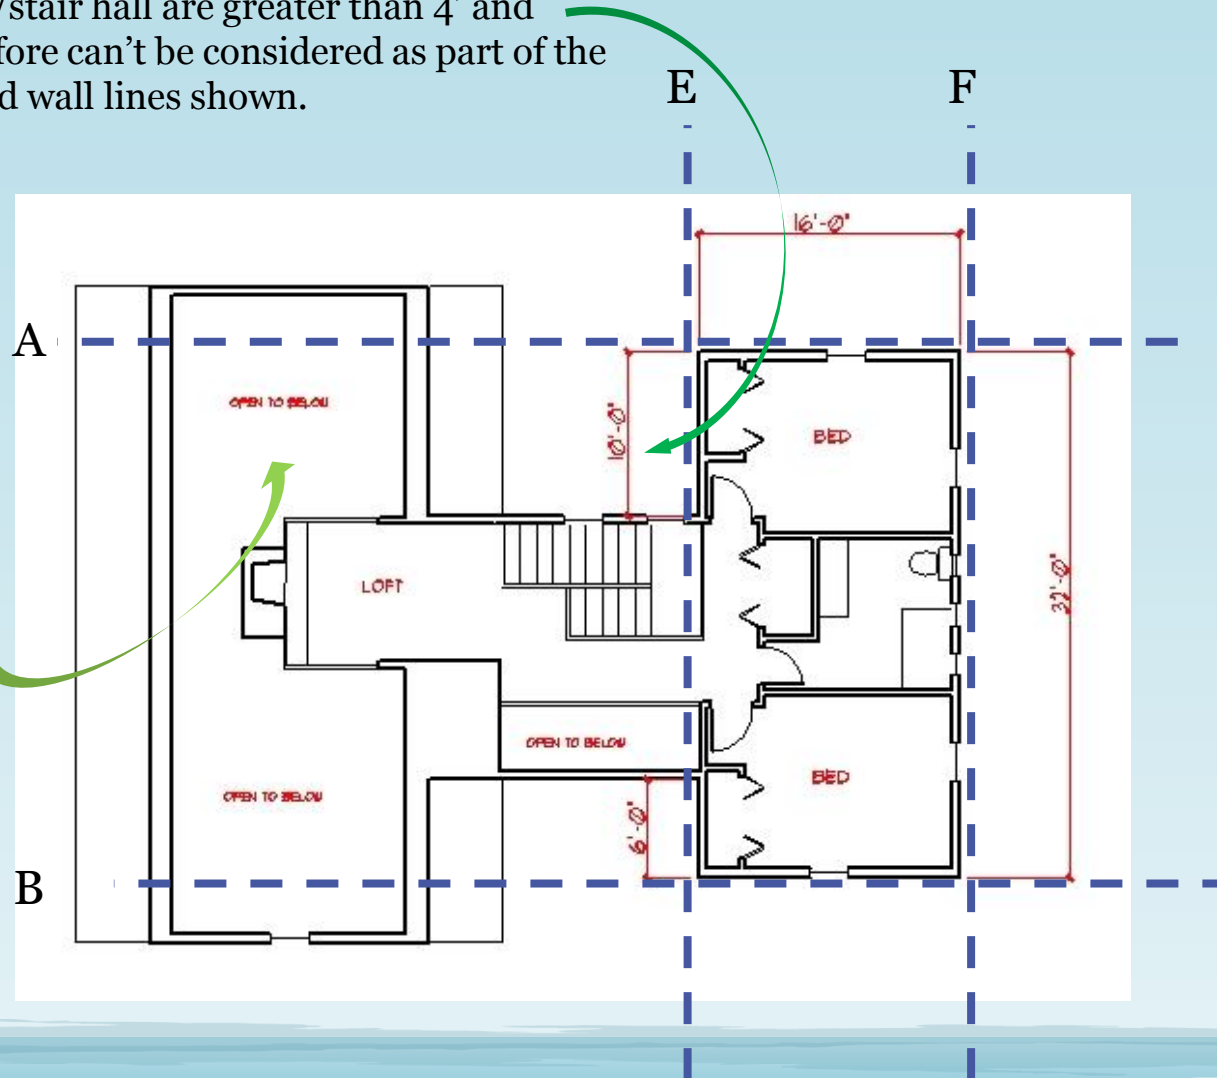 /stair hall are greater than 4' and
fore can't be considered as part of the
d wall lines shown.
E F
16'-0"
A
OPEN TO BELOW
10'-0"
BED
LOFT
32'-0"
OPEN TO BELOW
BED
OPEN TO BELOW
6'-0"
B